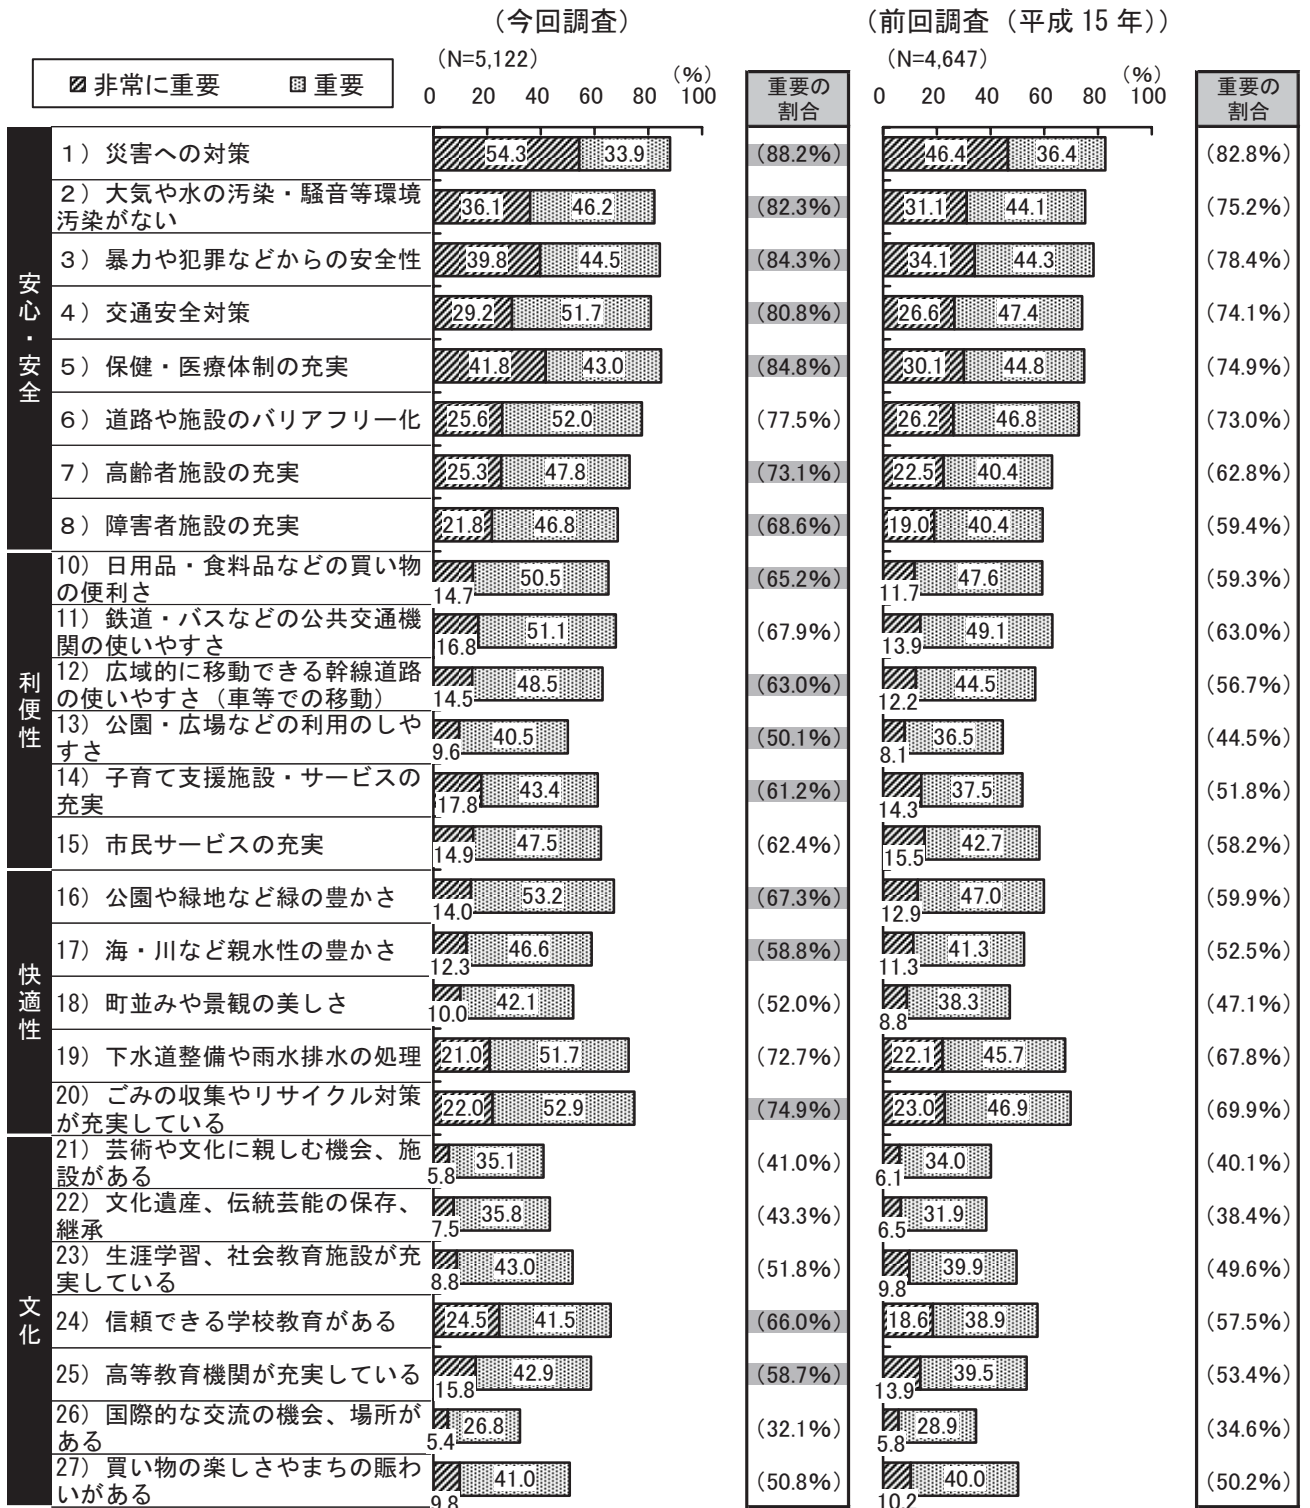 （今回調査）
（前回調査（平成 15 年））
(N=5,122)
(N=4,647)
非常に重要 重要
(%)
0 20 40 60 80 100
重要の
割合
(%)
0 20 40 60 80 100
重要の
割合
安心・安全
1）災害への対策 54.3 33.9 (88.2%) 46.4 36.4 (82.8%)
2）大気や水の汚染・騒音等環境
汚染がない 36.1 46.2 (82.3%) 31.1 44.1 (75.2%)
3）暴力や犯罪などからの安全性 39.8 44.5 (84.3%) 34.1 44.3 (78.4%)
4）交通安全対策 29.2 51.7 (80.8%) 26.6 47.4 (74.1%)
5）保健・医療体制の充実 41.8 43.0 (84.8%) 30.1 44.8 (74.9%)
6）道路や施設のバリアフリー化 25.6 52.0 (77.5%) 26.2 46.8 (73.0%)
7）高齢者施設の充実 25.3 47.8 (73.1%) 22.5 40.4 (62.8%)
8）障害者施設の充実 21.8 46.8 (68.6%) 19.0 40.4 (59.4%)
利便性
10）日用品・食料品などの買い物
の便利さ 14.7 50.5 (65.2%) 11.7 47.6 (59.3%)
11）鉄道・バスなどの公共交通機
関の使いやすさ 16.8 51.1 (67.9%) 13.9 49.1 (63.0%)
12）広域的に移動できる幹線道路
の使いやすさ（車等での移動） 14.5 48.5 (63.0%) 12.2 44.5 (56.7%)
13）公園・広場などの利用のしや
すさ 9.6 40.5 (50.1%) 8.1 36.5 (44.5%)
14）子育て支援施設・サービスの
充実 17.8 43.4 (61.2%) 14.3 37.5 (51.8%)
15）市民サービスの充実 14.9 47.5 (62.4%) 15.5 42.7 (58.2%)
快適性
16）公園や緑地など緑の豊かさ 14.0 53.2 (67.3%) 12.9 47.0 (59.9%)
17）海・川など親水性の豊かさ 12.3 46.6 (58.8%) 11.3 41.3 (52.5%)
18）町並みや景観の美しさ 10.0 42.1 (52.0%) 8.8 38.3 (47.1%)
19）下水道整備や雨水排水の処理 21.0 51.7 (72.7%) 22.1 45.7 (67.8%)
20）ごみの収集やリサイクル対策
が充実している 22.0 52.9 (74.9%) 23.0 46.9 (69.9%)
文化
21）芸術や文化に親しむ機会、施
設がある 5.8 35.1 (41.0%) 6.1 34.0 (40.1%)
22）文化遺産、伝統芸能の保存、
継承 7.5 35.8 (43.3%) 6.5 31.9 (38.4%)
23）生涯学習、社会教育施設が充
実している 8.8 43.0 (51.8%) 9.8 39.9 (49.6%)
24）信頼できる学校教育がある 24.5 41.5 (66.0%) 18.6 38.9 (57.5%)
25）高等教育機関が充実している 15.8 42.9 (58.7%) 13.9 39.5 (53.4%)
26）国際的な交流の機会、場所が
ある 5.4 26.8 (32.1%) 5.8 28.9 (34.6%)
27）買い物の楽しさやまちの賑わ
いがある 9.8 41.0 (50.8%) 10.2 40.0 (50.2%)